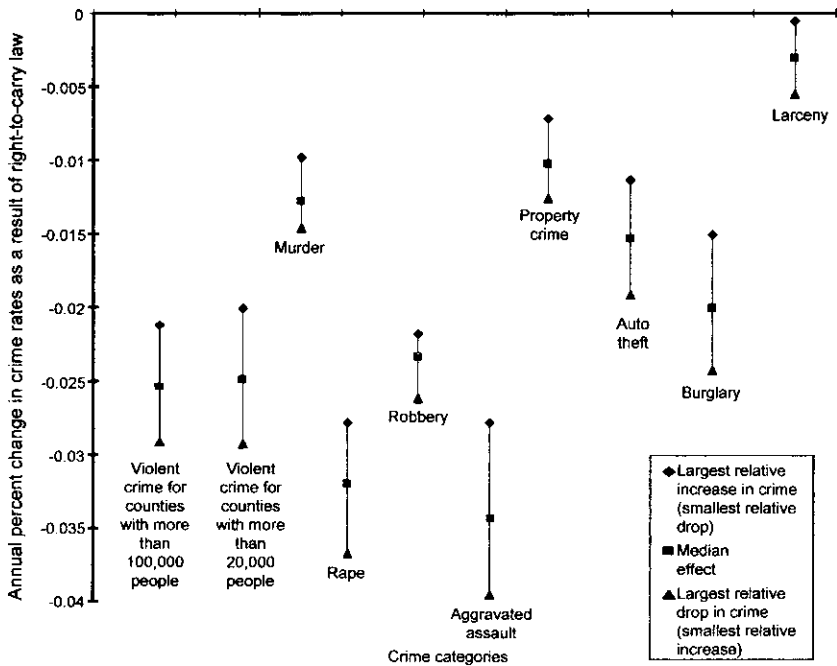 Annual percent change in crime rates as a result of right-to-carry law
0
-0.005
-0.01
-0.015
-0.02
-0.025
-0.03
-0.035
-0.04
Violent
crime for
counties
with more
than
100,000
people
Violent
crime for
counties
with more
than
20,000
people
Murder
Rape
Robbery
Aggravated
assault
Property
crime
Auto
theft
Burglary
Larceny
Largest relative
increase in crime
(smallest relative
drop)
Median
effect
Largest relative
drop in crime
(smallest relative
increase)
Crime categories